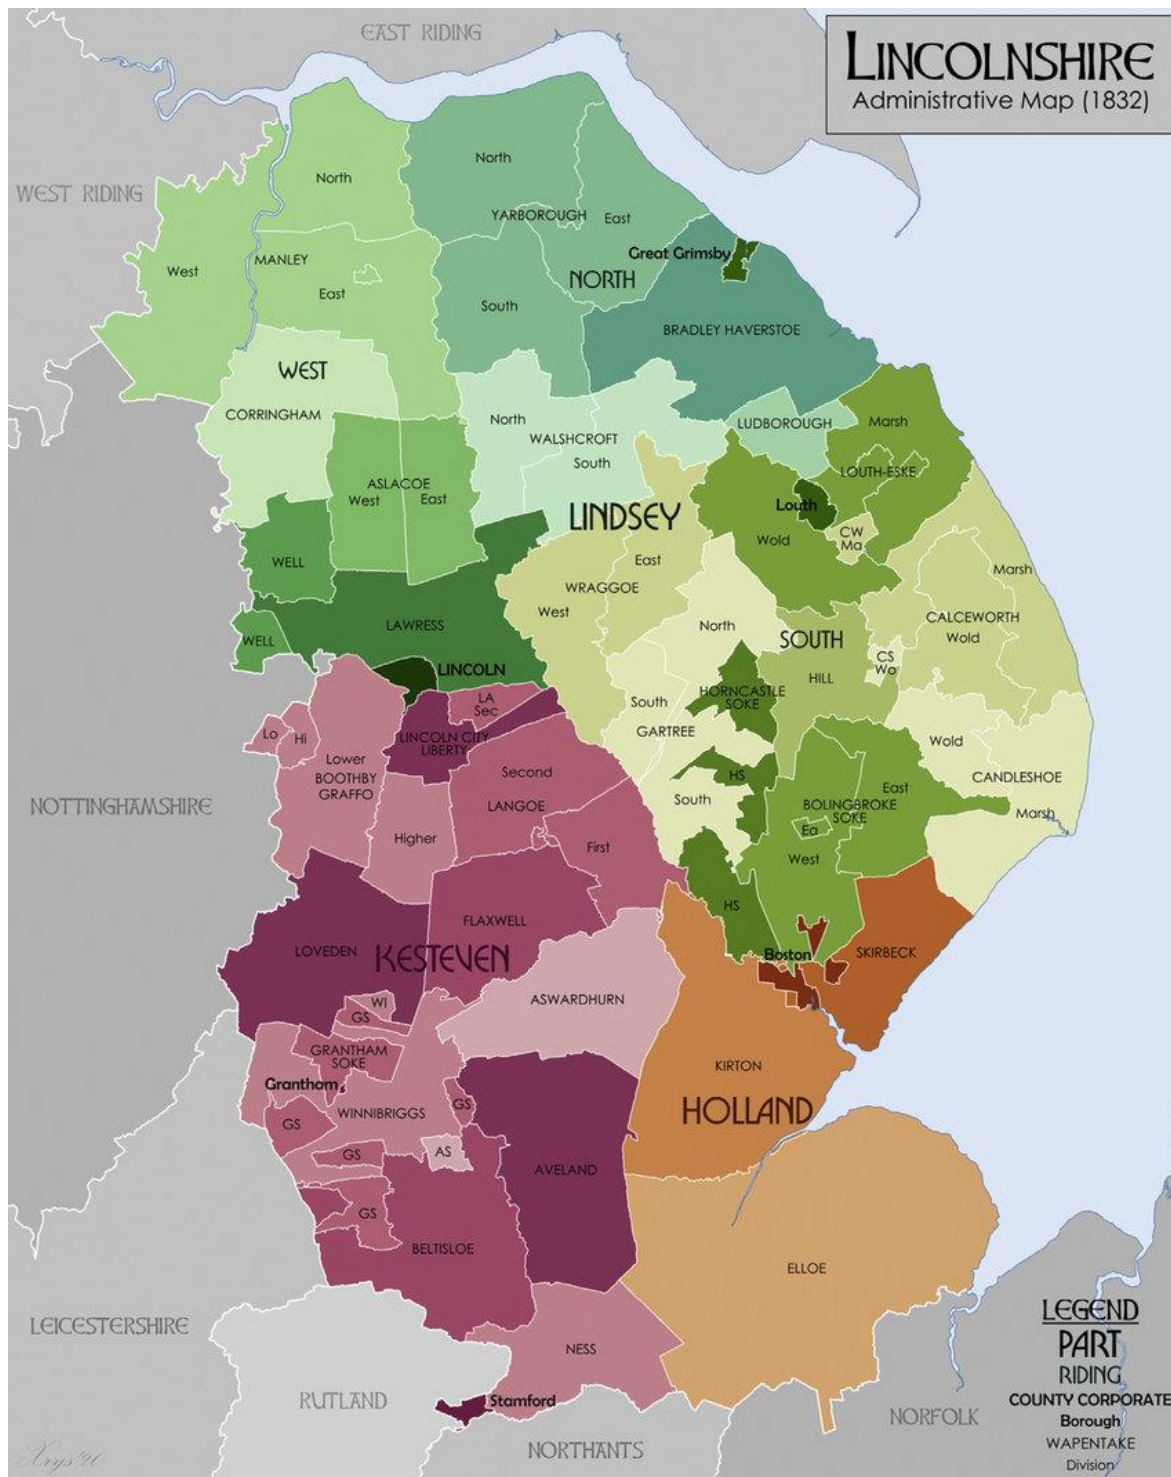 LINCOLNSHIRE
Administrative Map (1832)
EAST RIDING
WEST RIDING
North
North
YARBOROUGH
East
West
MANLEY
East
Great Grimsby
NORTH
South
BRADLEY HAVERSTOE
WEST
CORRINGHAM
North
WALSHCROFT
South
LUDBOROUGH
Marsh
LOUTH-ESKE
ASLACOE
West
East
Louth
LINDSEY
CW
Ma
Wold
WELL
East
WRAGGOE
West
Marsh
CALCEWORTH
Wold
LAWRESS
North
SOUTH
WELL
LINCOLN
CS
Wo
HILL
LA
Sec
South
HORNCASTLE
SOKE
GARTREE
Lo
Hi
LINCOLN CITY
LIBERTY
Wold
Lower
BOOTHBY
GRAFFO
Second
HS
CANDLESHOE
NOTTINGHAMSHIRE
LANGOE
South
East
BOLINGBROKE
SOKE
Marsh
Ea
Higher
First
West
HS
FLAXWELL
LOVEDEN
KESTEVEN
Boston
SKIRBECK
WI
GS
ASWARDHURN
GRANTHAM
SOKE
Grantham
KIRTON
WINNIBRIGGS
GS
HOLLAND
GS
GS
AS
AVELAND
GS
BELTISLOE
ELLOE
LEICESTERSHIRE
NESS
RUTLAND
Stamford
NORTHANTS
NORFOLK
LEGEND
PART
RIDING
COUNTY CORPORATE
Borough
WAPENTAKE
Division
Xrys'20